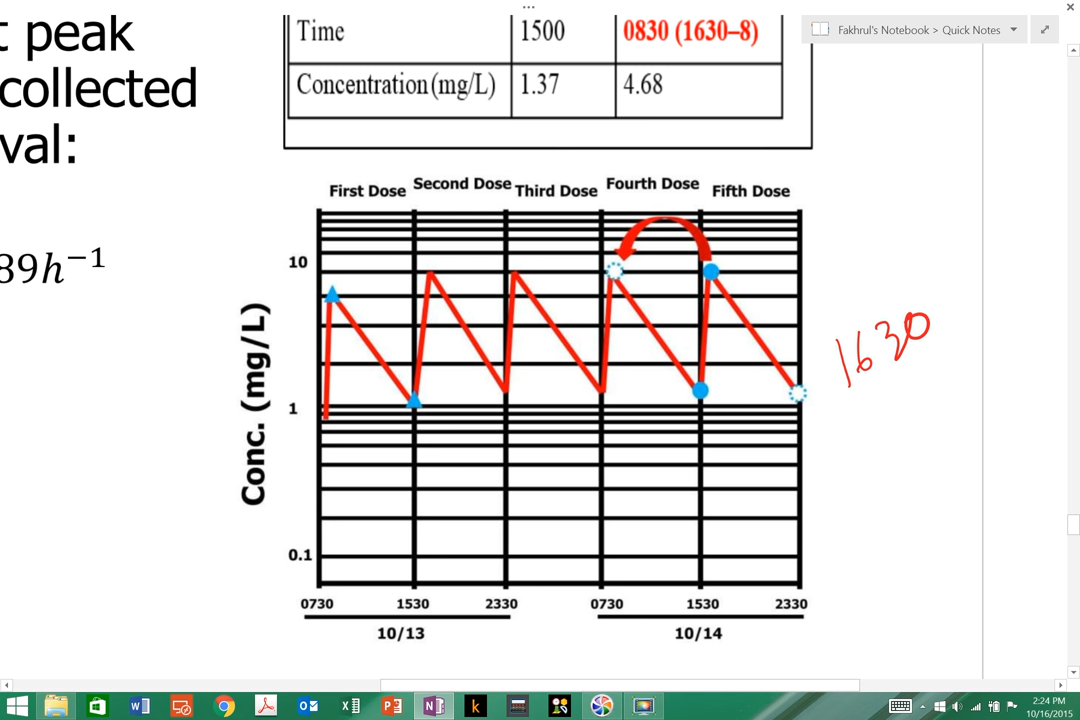 t peak
collected
val:
89h⁻¹
Time 1500 0830 (1630–8)
Concentration (mg/L) 1.37 4.68
Fakhrul's Notebook > Quick Notes
First Dose Second Dose Third Dose Fourth Dose Fifth Dose
Conc. (mg/L)
10
1
0.1
0730 1530 2330 0730 1530 2330
10/13 10/14
1630
2:24 PM
10/16/2015